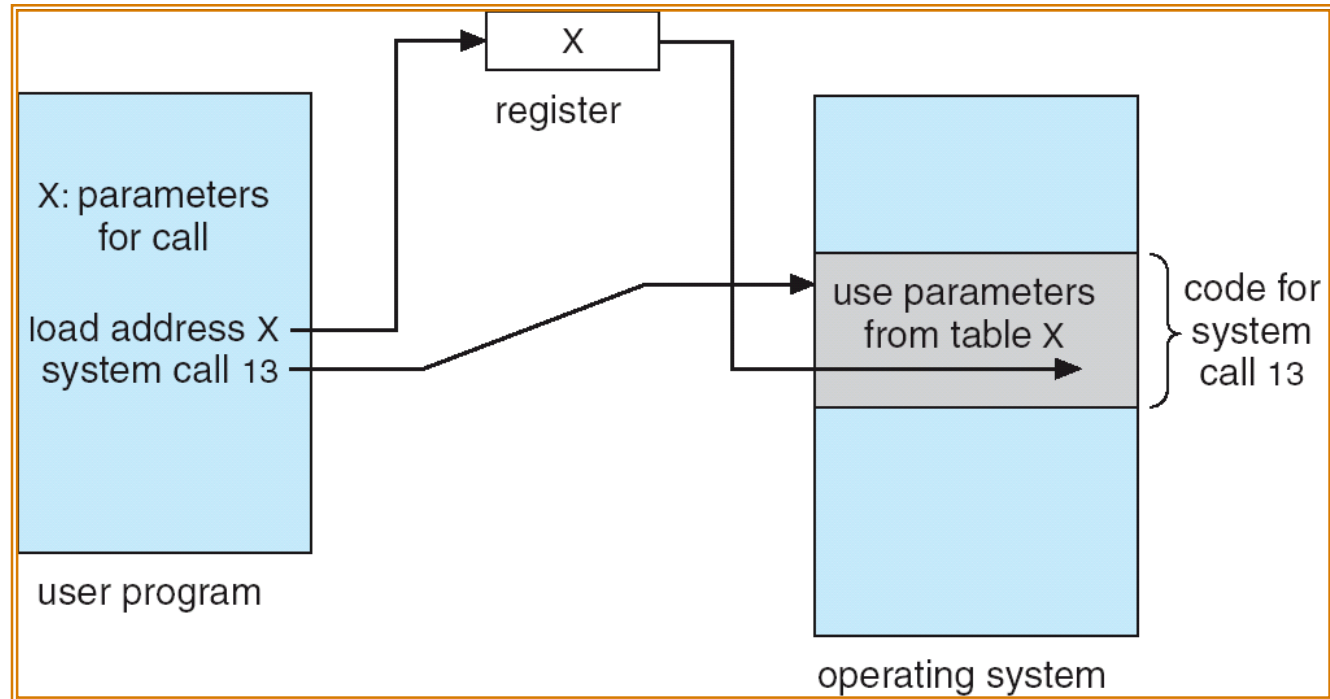 X
register
X: parameters
for call
load address X
system call 13
user program
use parameters
from table X
code for
system
call 13
operating system